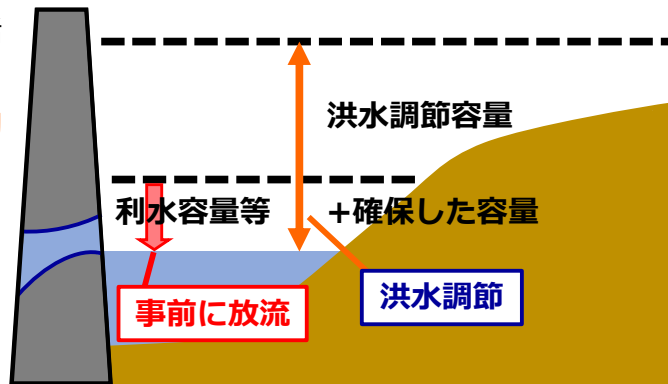 洪水調節容量
利水容量等
+確保した容量
事前に放流
洪水調節